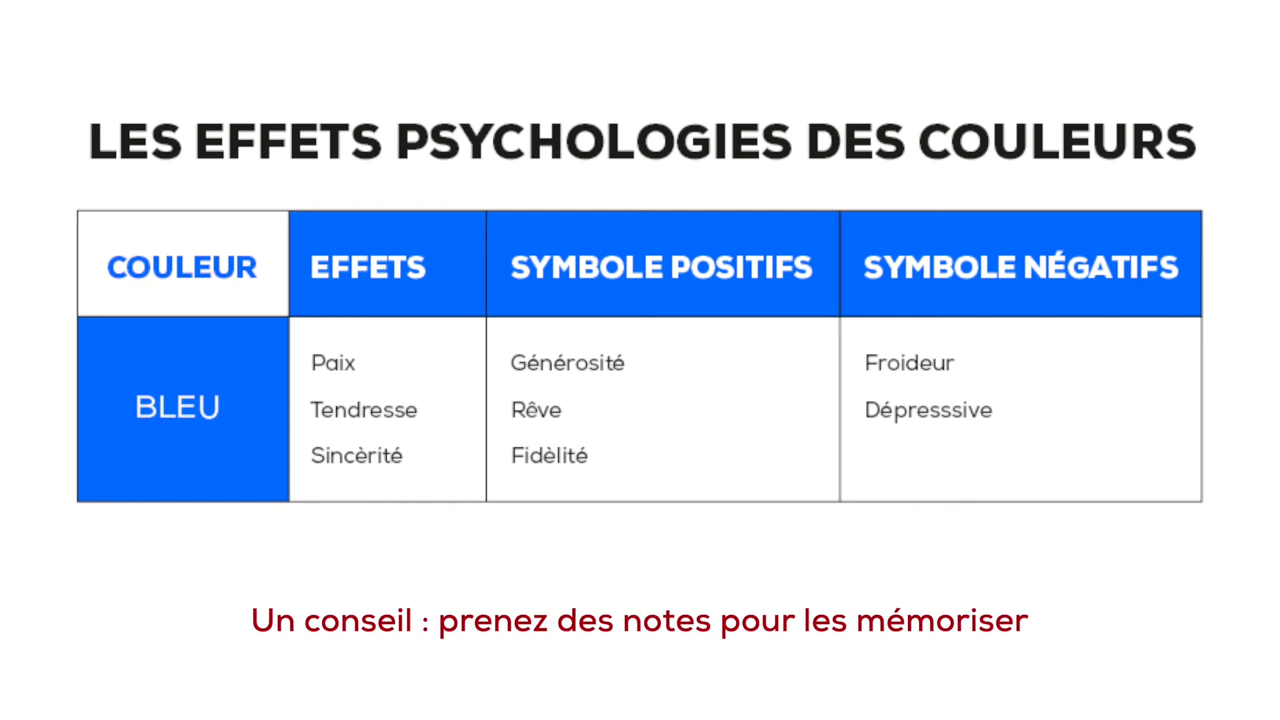 LES EFFETS PSYCHOLOGIES DES COULEURS
COULEUR EFFETS SYMBOLE POSITIFS SYMBOLE NÉGATIFS
BLEU
Paix Générosité Froideur
Tendresse Rêve Dépresssive
Sincèrité Fidèlité
Un conseil : prenez des notes pour les mémoriser